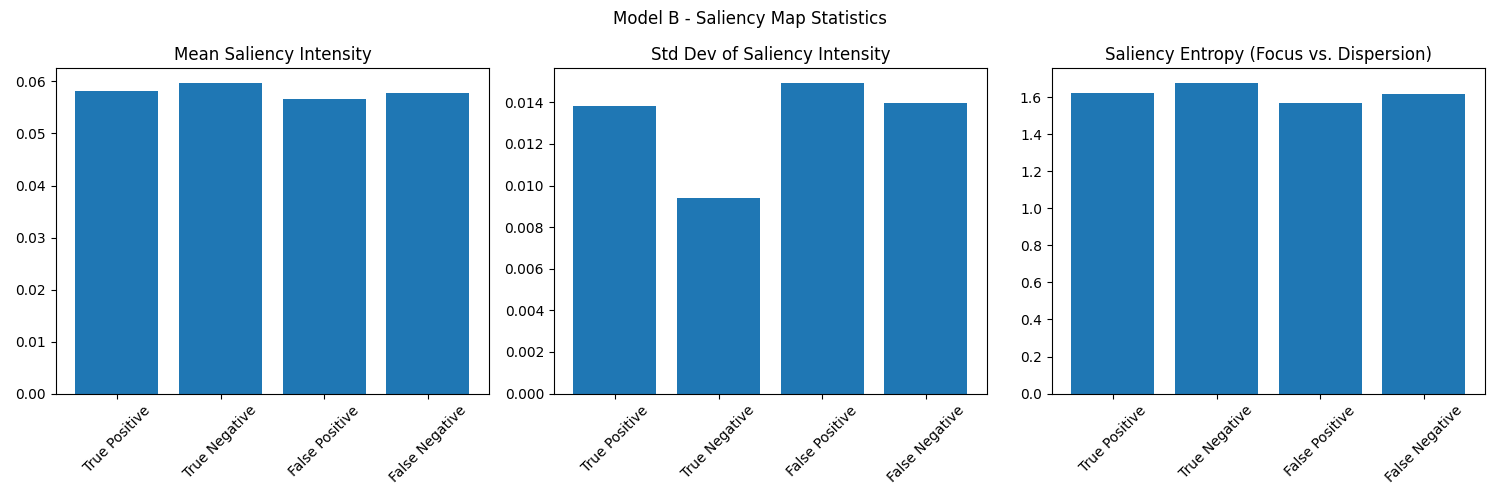 Model B - Saliency Map Statistics
Mean Saliency Intensity
0.06
0.05
0.04
0.03
0.02
0.01
0.00
True Positive
True Negative
False Positive
False Negative
Std Dev of Saliency Intensity
0.014
0.012
0.010
0.008
0.006
0.004
0.002
0.000
True Positive
True Negative
False Positive
False Negative
Saliency Entropy (Focus vs. Dispersion)
1.6
1.4
1.2
1.0
0.8
0.6
0.4
0.2
0.0
True Positive
True Negative
False Positive
False Negative